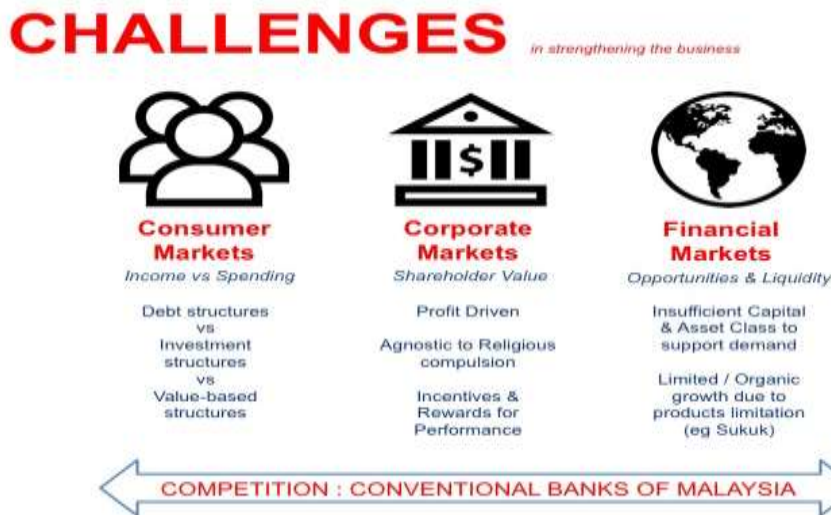 CHALLENGES in strengthening the business
$
Consumer
Markets
Income vs Spending
Debt structures
vs
Investment
structures
vs
Value-based
structures
Corporate
Markets
Shareholder Value
Profit Driven
Agnostic to Religious
compulsion
Incentives &
Rewards for
Performance
Financial
Markets
Opportunities & Liquidity
Insufficient Capital
& Asset Class to
support demand
Limited / Organic
growth due to
products limitation
(eg Sukuk)
COMPETITION : CONVENTIONAL BANKS OF MALAYSIA